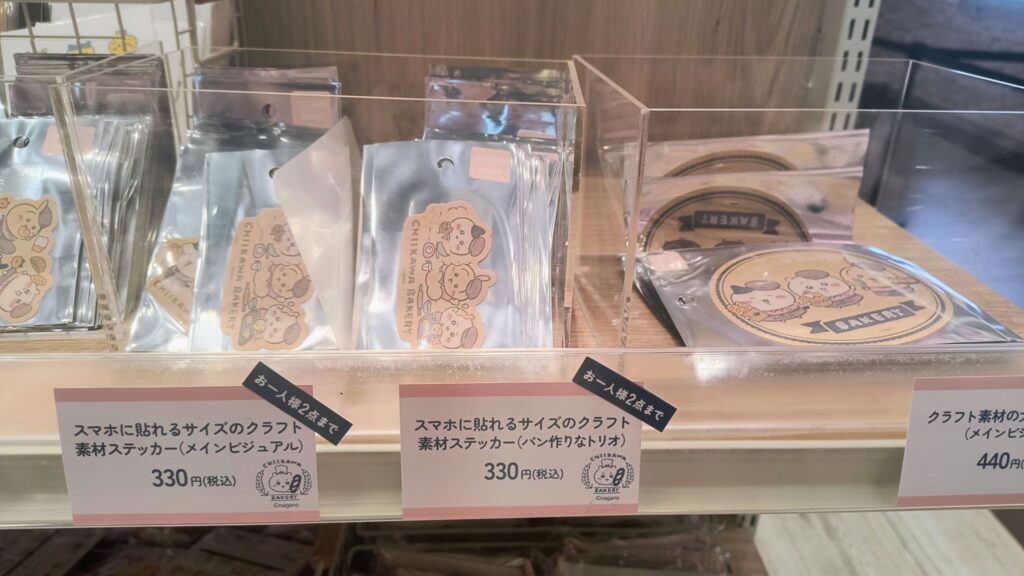 CHIIKAWA BAKERY
CHIIKAWA BAKERY
BAKERY
BAKERY
お一人様2点まで
スマホに貼れるサイズのクラフト
素材ステッカー(メインビジュアル)
330円(税込)
CHIIKAWA
BAKERY
©nagano
お一人様2点まで
スマホに貼れるサイズのクラフト
素材ステッカー(パン作りなトリオ)
330円(税込)
CHIIKAWA
BAKERY
©nagano
クラフト素材の
(メインビ
440円(